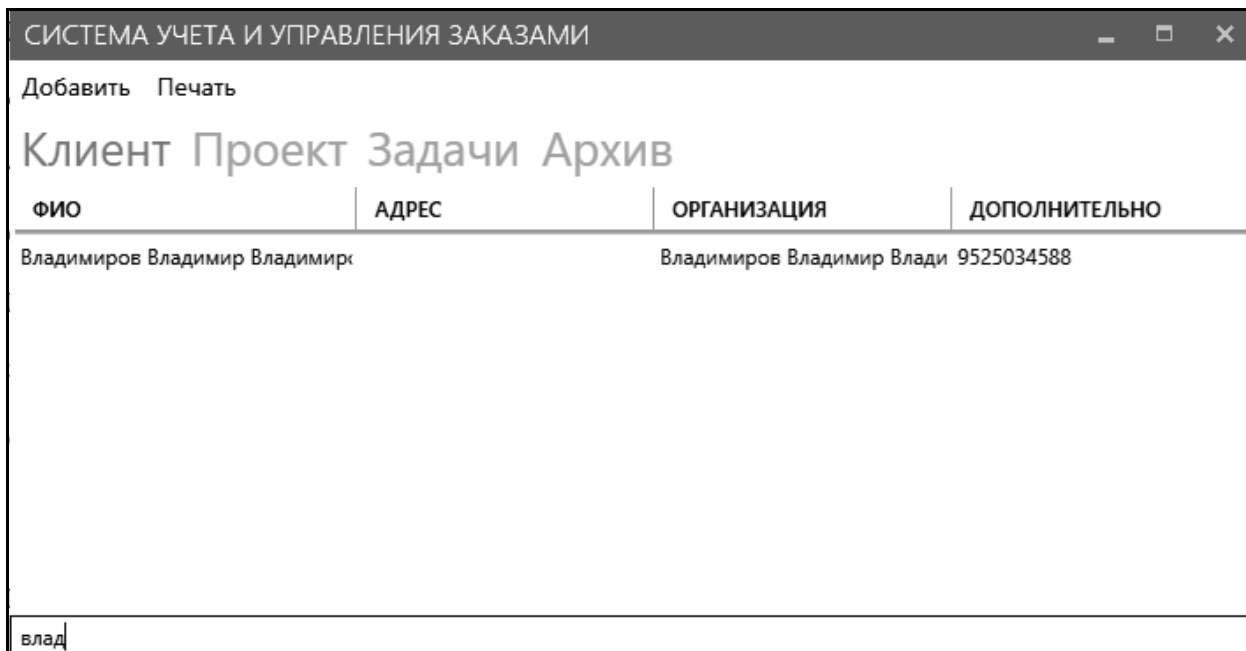 СИСТЕМА УЧЕТА И УПРАВЛЕНИЯ ЗАКАЗАМИ
Добавить Печать
Клиент Проект Задачи Архив
ФИО АДРЕС ОРГАНИЗАЦИЯ ДОПОЛНИТЕЛЬНО
Владимиров Владимир Владимиро Владимиров Владимир Влади 9525034588
влад